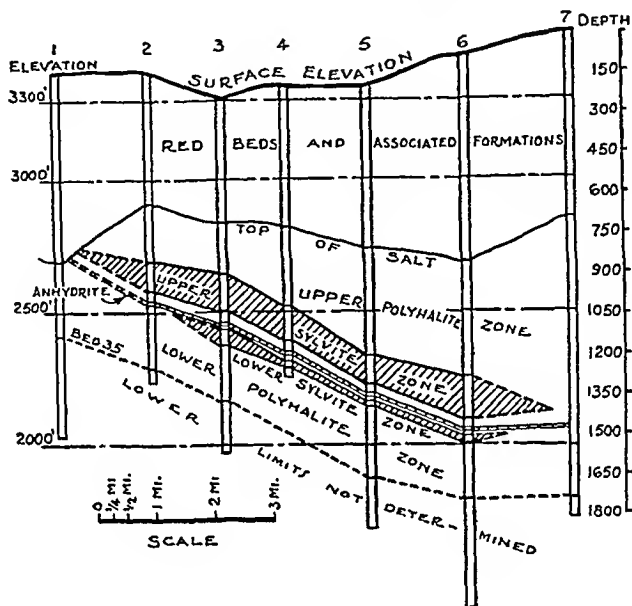 1 2 3 4 5 6 7 DEPTH
ELEVATION
SURFACE ELEVATION
3300'
RED BEDS AND ASSOCIATED FORMATIONS
3000'
TOP OF SALT
UPPER POLYHALITE ZONE
UPPER SYLVITE ZONE
ANHYDRITE
2500'
BED 35
LOWER SYLVITE ZONE
LOWER POLYHALITE ZONE
2000'
LOWER LIMITS NOT DETER-MINED
0 1/4 MI. 1/2 MI. 1 MI. 2 MI 3 MI.
SCALE
150
300
450
600
750
900
1050
1200
1350
1500
1650
1800